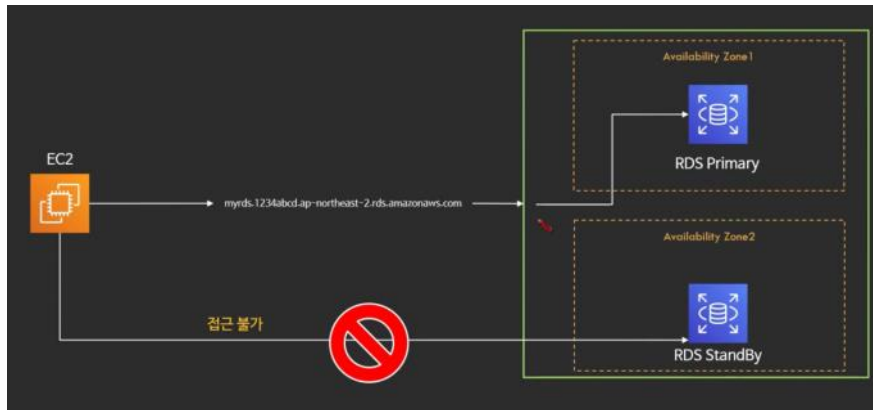 Availability Zone1
RDS Primary
EC2
myrds.1234abcd.ap-northeast-2.rds.amazonaws.com
Availability Zone2
접근 불가
RDS StandBy